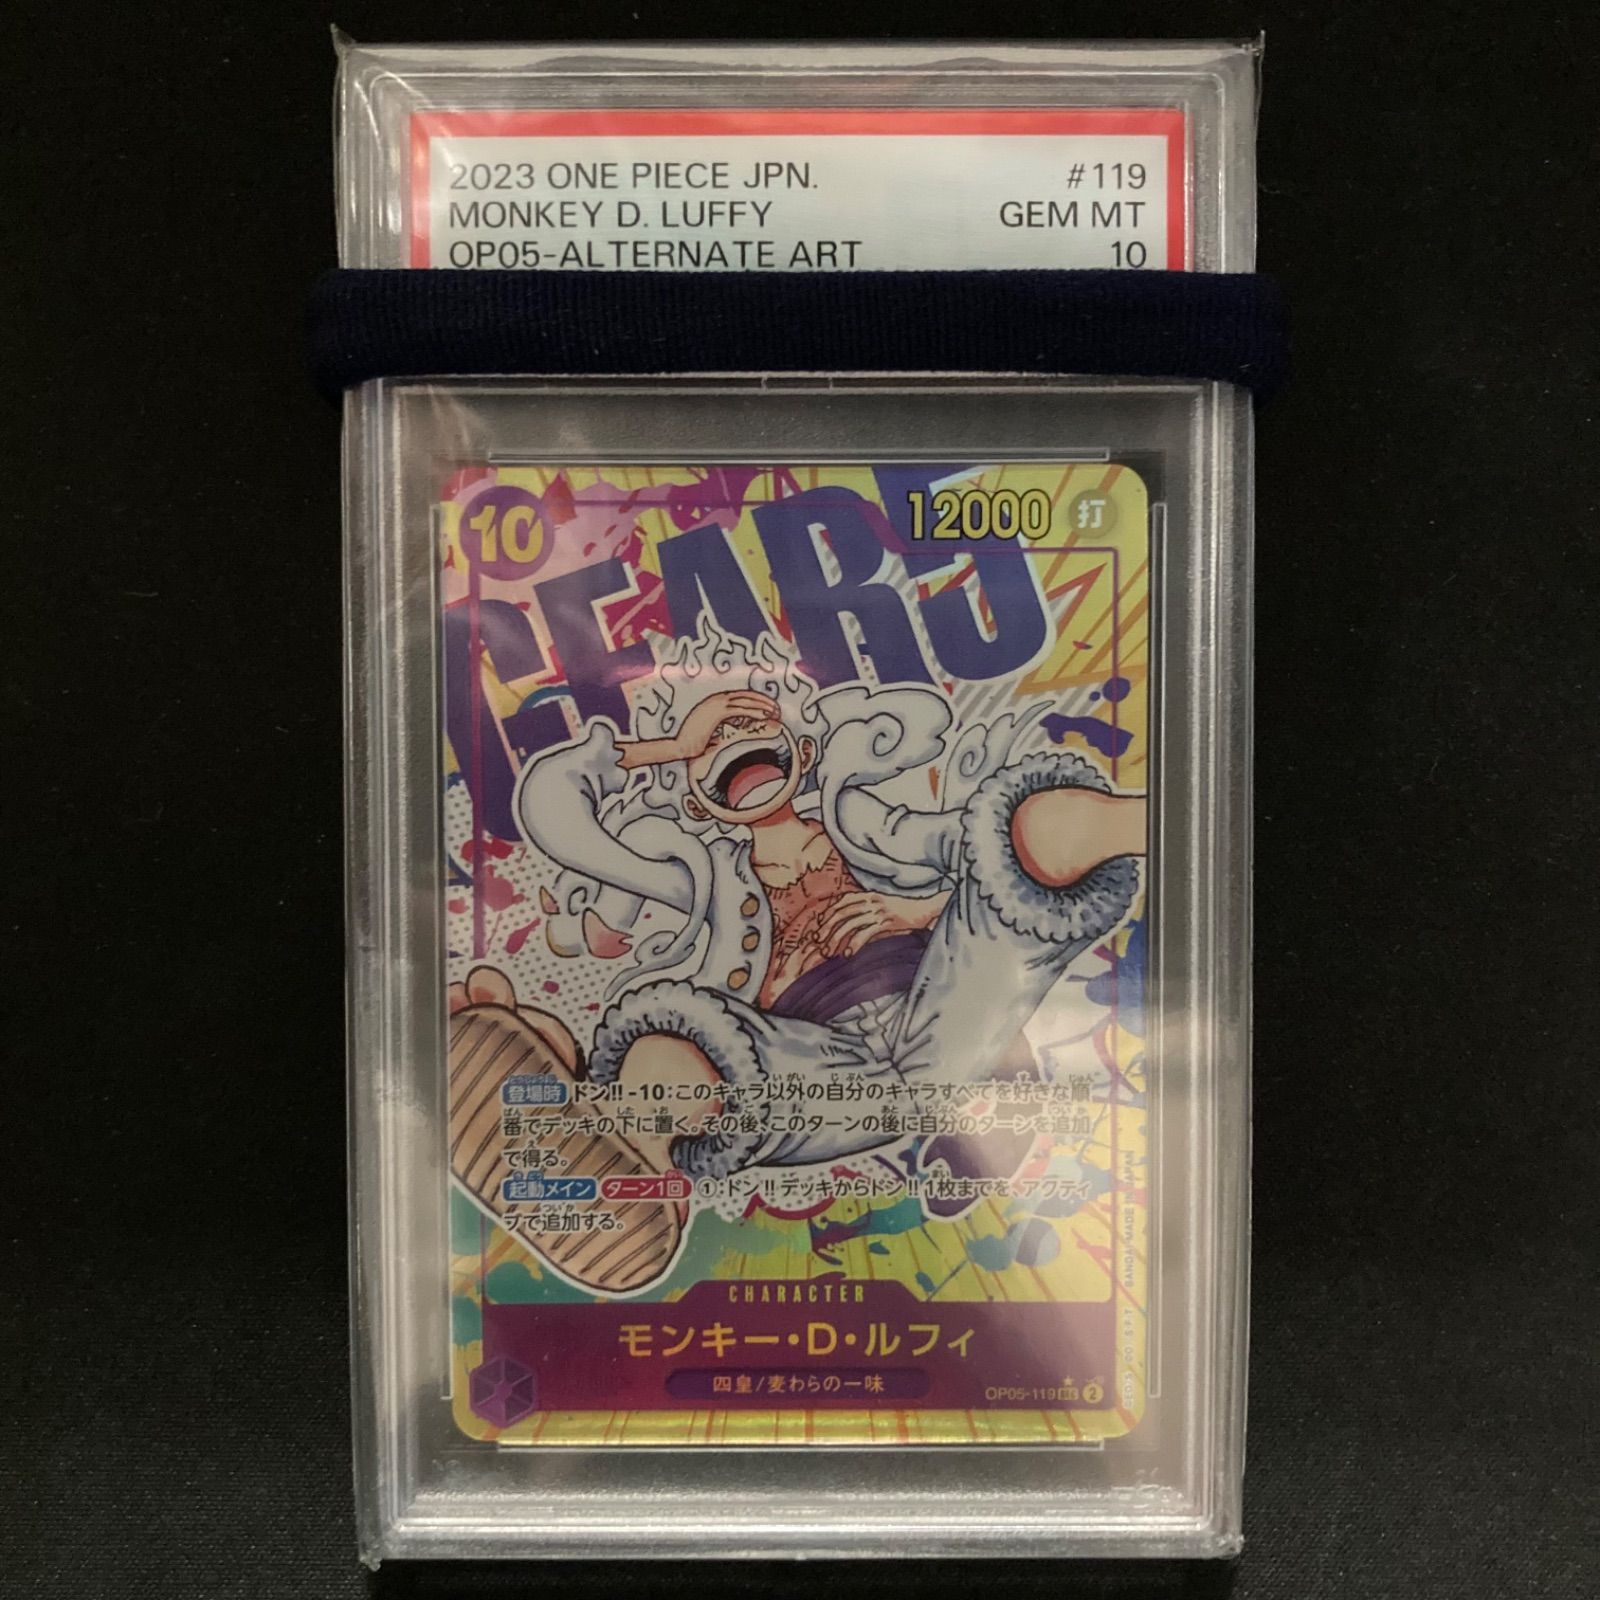 2023 ONE PIECE JPN. #119
MONKEY D. LUFFY GEM MT
OP05-ALTERNATE ART 10
10
12000 打
GEAR5
登場時 ドン!!-10:このキャラ以外の自分のキャラすべてを好きな順
番でデッキの下に置く。その後、このターンの後に自分のターンを追加
で得る。
起動メイン ターン1回 ①:ドン!!デッキからドン!!1枚までを、アクティ
ブで追加する。
CHARACTER
モンキー・D・ルフィ
四皇/麦わらの一味
OP05-119 SEC 2
BANDAI MADE IN JAPAN